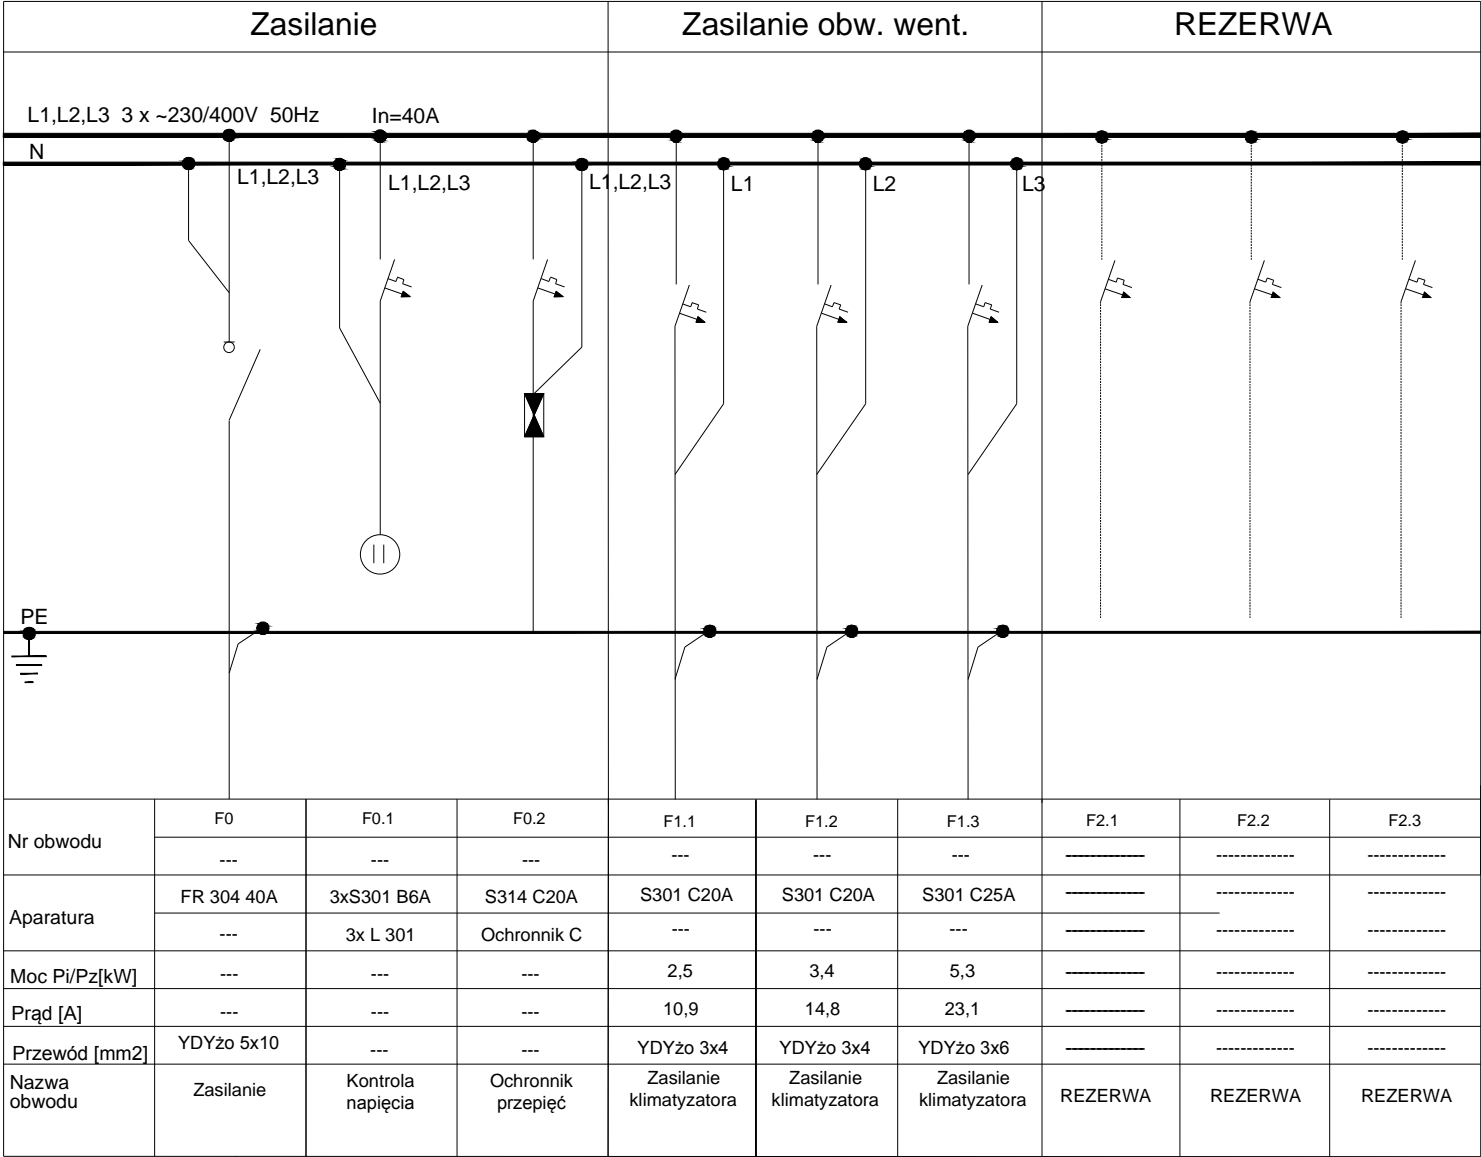 Zasilanie
Zasilanie obw. went.
REZERWA
L1,L2,L3 3 x ~230/400V 50Hz
In=40A
N
L1,L2,L3
L1,L2,L3
L1,L2,L3
L1
L2
L3
PE
Nr obwodu
F0
F0.1
F0.2
F1.1
F1.2
F1.3
F2.1
F2.2
F2.3
--- --- --- --- --- --- ------------- ------------- -------------
Aparatura
FR 304 40A
3xS301 B6A
S314 C20A
S301 C20A
S301 C20A
S301 C25A
------------- ------------- -------------
---
3x L 301
Ochronnik C
--- --- --- ------------- ------------- -------------
Moc Pi/Pz[kW]
--- --- ---
2,5
3,4
5,3
------------- ------------- -------------
Prąd [A]
--- --- ---
10,9
14,8
23,1
------------- ------------- -------------
Przewód [mm2]
YDYżo 5x10
--- ---
YDYżo 3x4
YDYżo 3x4
YDYżo 3x6
------------- ------------- -------------
Nazwa
obwodu
Zasilanie
Kontrola
napięcia
Ochronnik
przepięć
Zasilanie
klimatyzatora
Zasilanie
klimatyzatora
Zasilanie
klimatyzatora
REZERWA
REZERWA
REZERWA